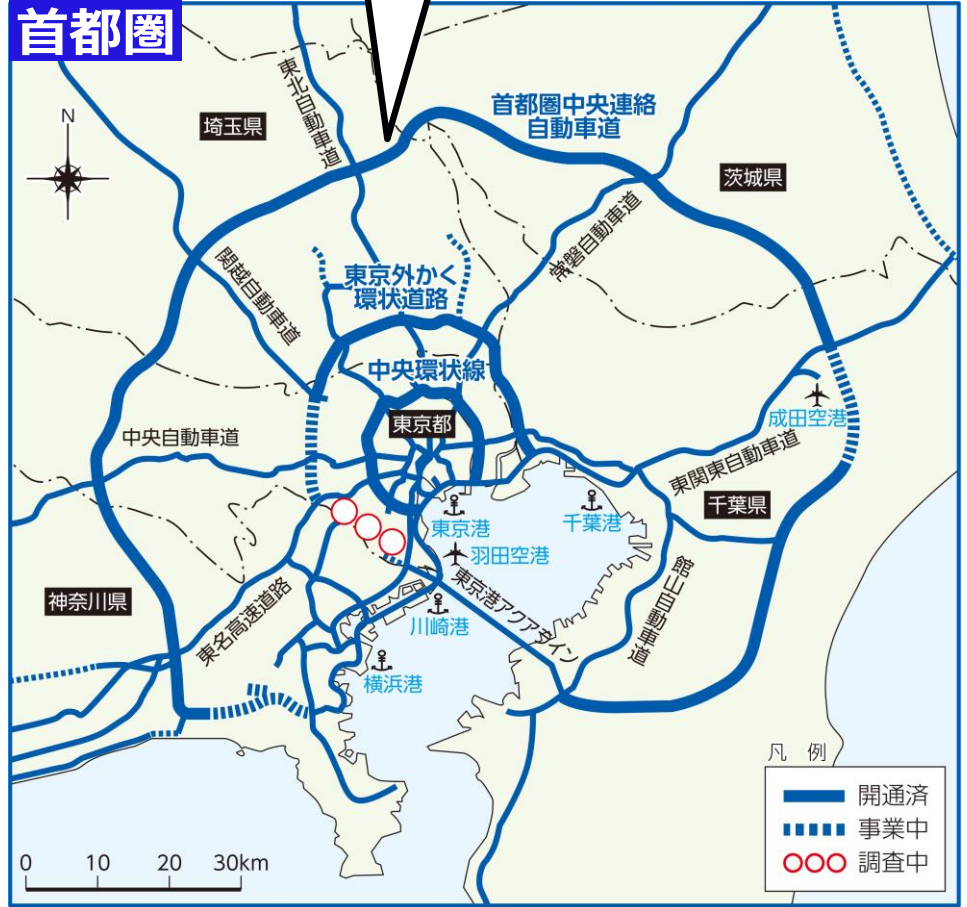 首都圏
N
東北自動車道
埼玉県
首都圏中央連絡
自動車道
茨城県
関越自動車道
東京外かく
環状道路
常磐自動車道
中央環状線
東京都
中央自動車道
成田空港
東関東自動車道
千葉県
東京港
千葉港
羽田空港
東京港アクアライン
館山自動車道
神奈川県
東名高速道路
川崎港
横浜港
凡例
開通済
事業中
調査中
0 10 20 30km